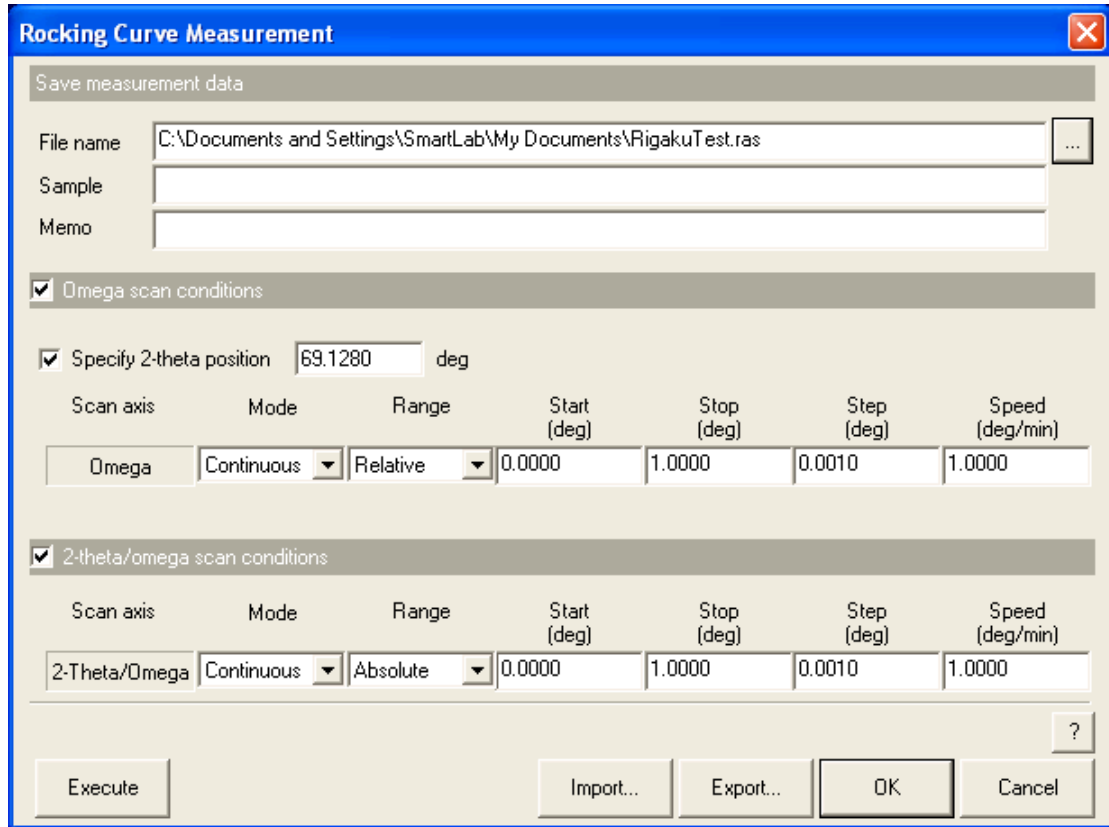 Rocking Curve Measurement
Save measurement data
File name C:\Documents and Settings\SmartLab\My Documents\RigakuTest.ras ...
Sample
Memo
Omega scan conditions
Specify 2-theta position 69.1280 deg
Scan axis Mode Range Start (deg) Stop (deg) Step (deg) Speed (deg/min)
Omega Continuous Relative 0.0000 1.0000 0.0010 1.0000
2-theta/omega scan conditions
Scan axis Mode Range Start (deg) Stop (deg) Step (deg) Speed (deg/min)
2-Theta/Omega Continuous Absolute 0.0000 1.0000 0.0010 1.0000
?
Execute Import... Export... OK Cancel